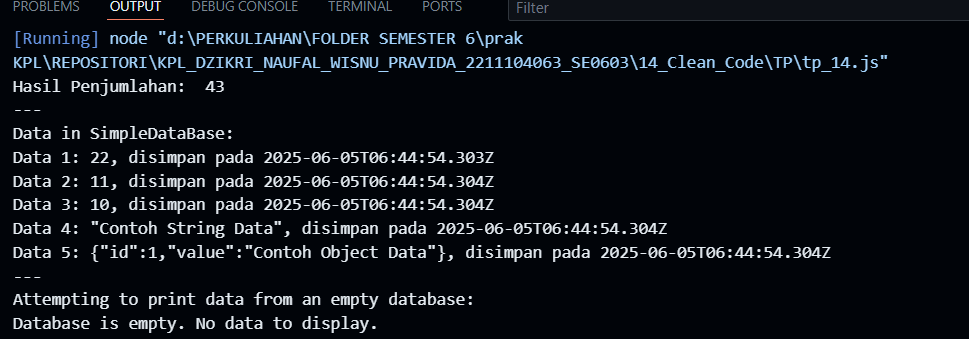 PROBLEMS OUTPUT DEBUG CONSOLE TERMINAL PORTS Filter
[Running] node "d:\PERKULIAHAN\FOLDER SEMESTER 6\prak
KPL\REPOSITORI\KPL_DZIKRI_NAUFAL_WISNU_PRAVIDA_2211104063_SE0603\14_Clean_Code\TP\tp_14.js"
Hasil Penjumlahan:  43
---
Data in SimpleDataBase:
Data 1: 22, disimpan pada 2025-06-05T06:44:54.303Z
Data 2: 11, disimpan pada 2025-06-05T06:44:54.304Z
Data 3: 10, disimpan pada 2025-06-05T06:44:54.304Z
Data 4: "Contoh String Data", disimpan pada 2025-06-05T06:44:54.304Z
Data 5: {"id":1,"value":"Contoh Object Data"}, disimpan pada 2025-06-05T06:44:54.304Z
---
Attempting to print data from an empty database:
Database is empty. No data to display.